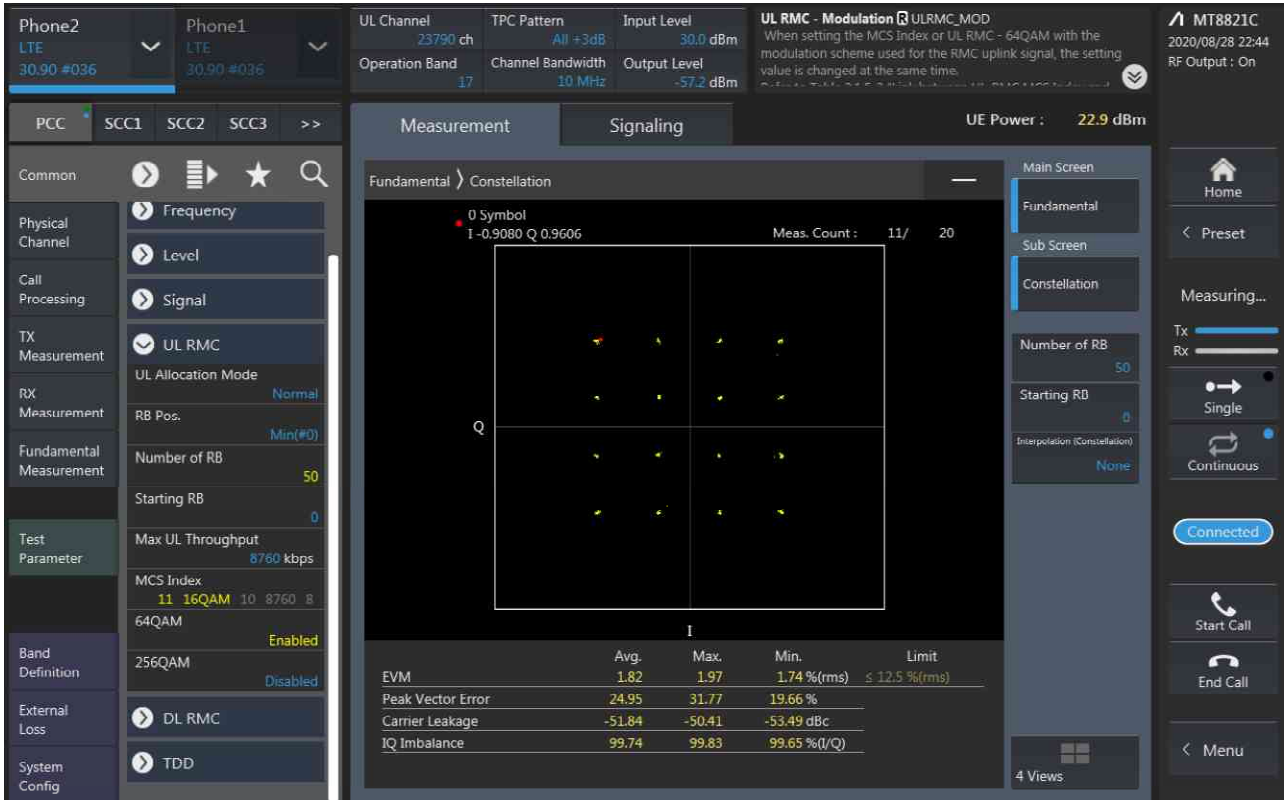 Phone2
LTE
30.90 #036
Phone1
LTE
30.90 #036
UL Channel
23790 ch
TPC Pattern
All +3dB
Input Level
30.0 dBm
Operation Band
17
Channel Bandwidth
10 MHz
Output Level
-57.2 dBm
UL RMC - Modulation R ULRMC_MOD
When setting the MCS Index or UL RMC - 64QAM with the
modulation scheme used for the RMC uplink signal, the setting
value is changed at the same time.
MT8821C
2020/08/28 22:44
RF Output : On
PCC SCC1 SCC2 SCC3 >>
Measurement
Signaling
UE Power : 22.9 dBm
Common
Physical
Channel
Call
Processing
TX
Measurement
RX
Measurement
Fundamental
Measurement
Test
Parameter
Band
Definition
External
Loss
System
Config
Frequency
Level
Signal
UL RMC
UL Allocation Mode
Normal
RB Pos.
Min(#0)
Number of RB
50
Starting RB
0
Max UL Throughput
8760 kbps
MCS Index
11 16QAM 10 8760 8
64QAM
Enabled
256QAM
Disabled
DL RMC
TDD
Fundamental > Constellation
0 Symbol
I -0.9080 Q 0.9606
Meas. Count : 11/ 20
Q
I
Avg. Max. Min. Limit
EVM 1.82 1.97 1.74 %(rms) ≤ 12.5 %(rms)
Peak Vector Error 24.95 31.77 19.66 %
Carrier Leakage -51.84 -50.41 -53.49 dBc
IQ Imbalance 99.74 99.83 99.65 %(I/Q)
Main Screen
Fundamental
Sub Screen
Constellation
Number of RB
50
Starting RB
0
Interpolation (Constellation)
None
4 Views
Home
< Preset
Measuring...
Tx
Rx
Single
Continuous
Connected
Start Call
End Call
< Menu